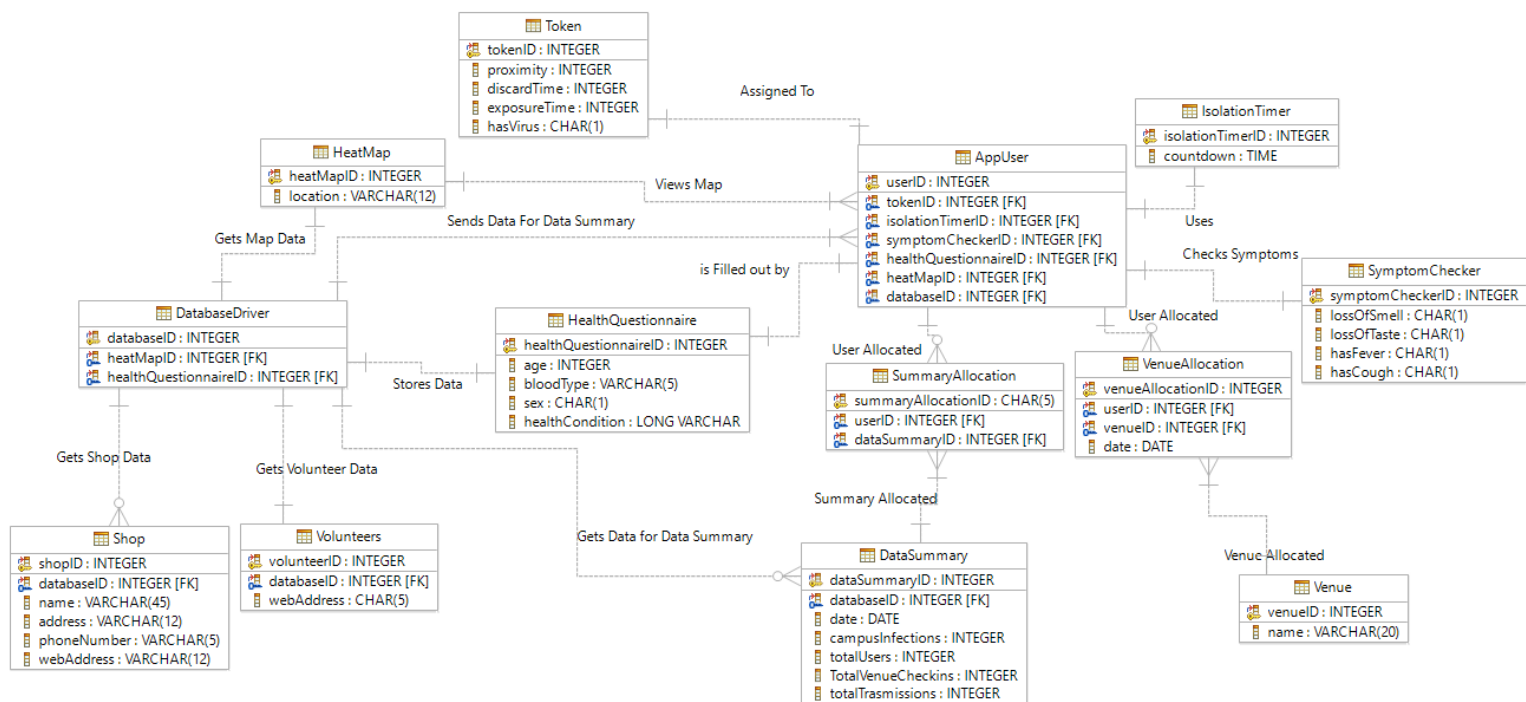 Token
tokenID : INTEGER
proximity : INTEGER
discardTime : INTEGER
exposureTime : INTEGER
hasVirus : CHAR(1)
Assigned To
IsolationTimer
isolationTimerID : INTEGER
countdown : TIME
HeatMap
heatMapID : INTEGER
location : VARCHAR(12)
Views Map
AppUser
userID : INTEGER
tokenID : INTEGER [FK]
isolationTimerID : INTEGER [FK]
symptomCheckerID : INTEGER [FK]
healthQuestionnaireID : INTEGER [FK]
heatMapID : INTEGER [FK]
databaseID : INTEGER [FK]
Uses
Sends Data For Data Summary
Gets Map Data
is Filled out by
Checks Symptoms
SymptomChecker
symptomCheckerID : INTEGER
lossOfSmell : CHAR(1)
lossOfTaste : CHAR(1)
hasFever : CHAR(1)
hasCough : CHAR(1)
DatabaseDriver
databaseID : INTEGER
heatMapID : INTEGER [FK]
healthQuestionnaireID : INTEGER [FK]
Stores Data
HealthQuestionnaire
healthQuestionnaireID : INTEGER
age : INTEGER
bloodType : VARCHAR(5)
sex : CHAR(1)
healthCondition : LONG VARCHAR
User Allocated
User Allocated
SummaryAllocation
summaryAllocationID : CHAR(5)
userID : INTEGER [FK]
dataSummaryID : INTEGER [FK]
VenueAllocation
venueAllocationID : INTEGER
userID : INTEGER [FK]
venueID : INTEGER [FK]
date : DATE
Gets Shop Data
Gets Volunteer Data
Summary Allocated
Gets Data for Data Summary
Venue Allocated
Shop
shopID : INTEGER
databaseID : INTEGER [FK]
name : VARCHAR(45)
address : VARCHAR(12)
phoneNumber : VARCHAR(5)
webAddress : VARCHAR(12)
Volunteers
volunteerID : INTEGER
databaseID : INTEGER [FK]
webAddress : CHAR(5)
DataSummary
dataSummaryID : INTEGER
databaseID : INTEGER [FK]
date : DATE
campusInfections : INTEGER
totalUsers : INTEGER
TotalVenueCheckins : INTEGER
totalTrasmissions : INTEGER
Venue
venueID : INTEGER
name : VARCHAR(20)